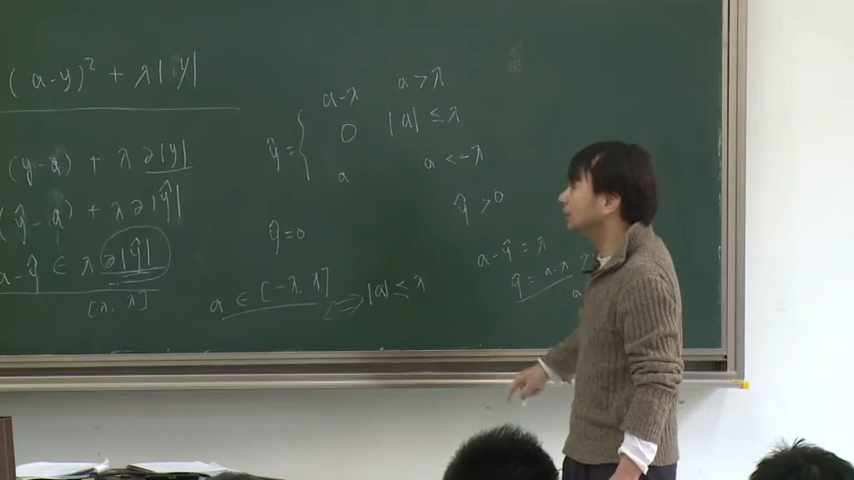 (a-y)² + λ|y|
(y-a) + λ ∂|y|
(ŷ-a) + λ ∂|ŷ|
a-ŷ ∈ λ ∂|ŷ|
[λ, λ]
ŷ = { a-λ a>λ
0 |a| ≤ λ
a a < -λ
ŷ=0
a ∈ [-λ, λ] ⟺ |a| ≤ λ
ŷ >0
a-ŷ = λ
ŷ = a-λ